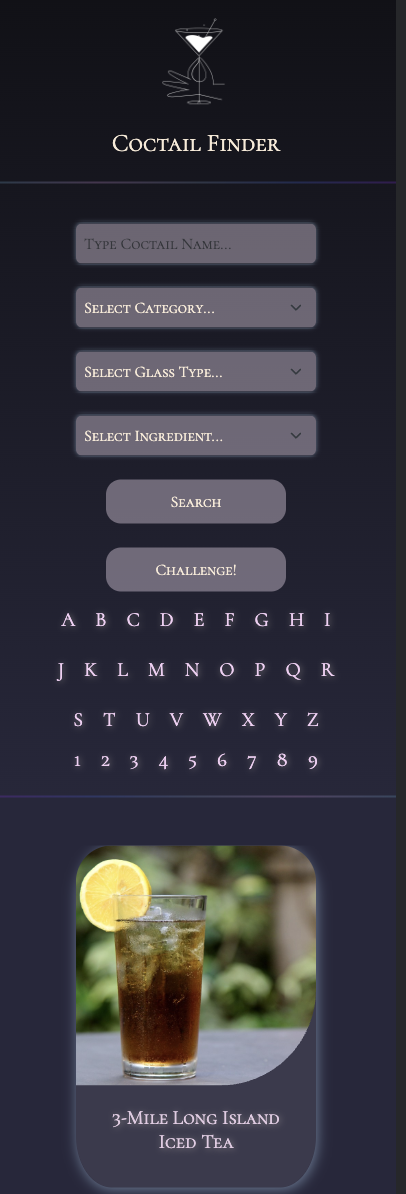 Coctail Finder
Type Coctail Name...
Select Category...
Select Glass Type...
Select Ingredient...
Search
Challenge!
A B C D E F G H I
J K L M N O P Q R
S T U V W X Y Z
1 2 3 4 5 6 7 8 9
3-Mile Long Island
Iced Tea